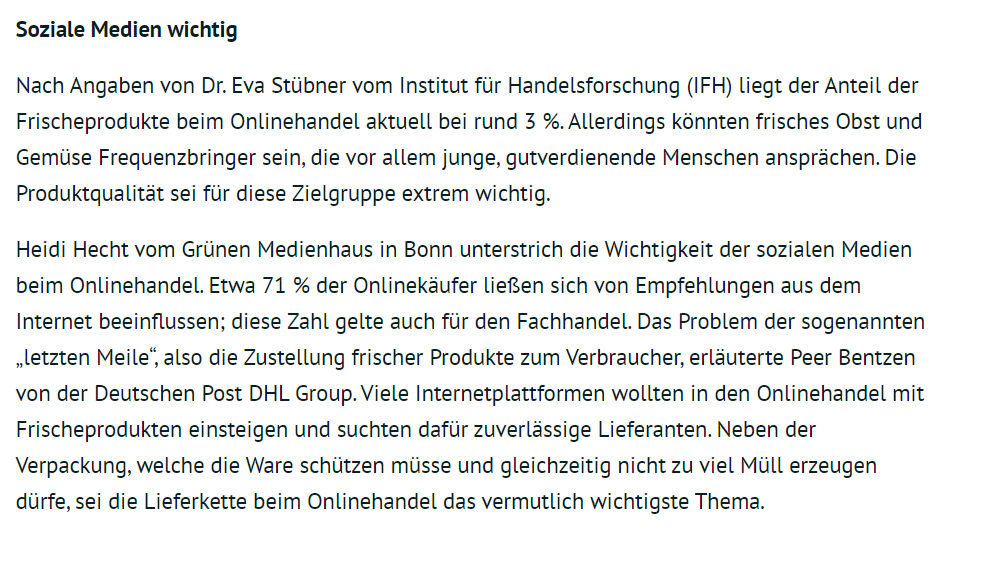 Soziale Medien wichtig
Nach Angaben von Dr. Eva Stübner vom Institut für Handelsforschung (IFH) liegt der Anteil der
Frischeprodukte beim Onlinehandel aktuell bei rund 3 %. Allerdings könnten frisches Obst und
Gemüse Frequenzbringer sein, die vor allem junge, gutverdienende Menschen ansprächen. Die
Produktqualität sei für diese Zielgruppe extrem wichtig.
Heidi Hecht vom Grünen Medienhaus in Bonn unterstrich die Wichtigkeit der sozialen Medien
beim Onlinehandel. Etwa 71 % der Onlinekäufer ließen sich von Empfehlungen aus dem
Internet beeinflussen; diese Zahl gelte auch für den Fachhandel. Das Problem der sogenannten
„letzten Meile“, also die Zustellung frischer Produkte zum Verbraucher, erläuterte Peer Bentzen
von der Deutschen Post DHL Group. Viele Internetplattformen wollten in den Onlinehandel mit
Frischeprodukten einsteigen und suchten dafür zuverlässige Lieferanten. Neben der
Verpackung, welche die Ware schützen müsse und gleichzeitig nicht zu viel Müll erzeugen
dürfe, sei die Lieferkette beim Onlinehandel das vermutlich wichtigste Thema.